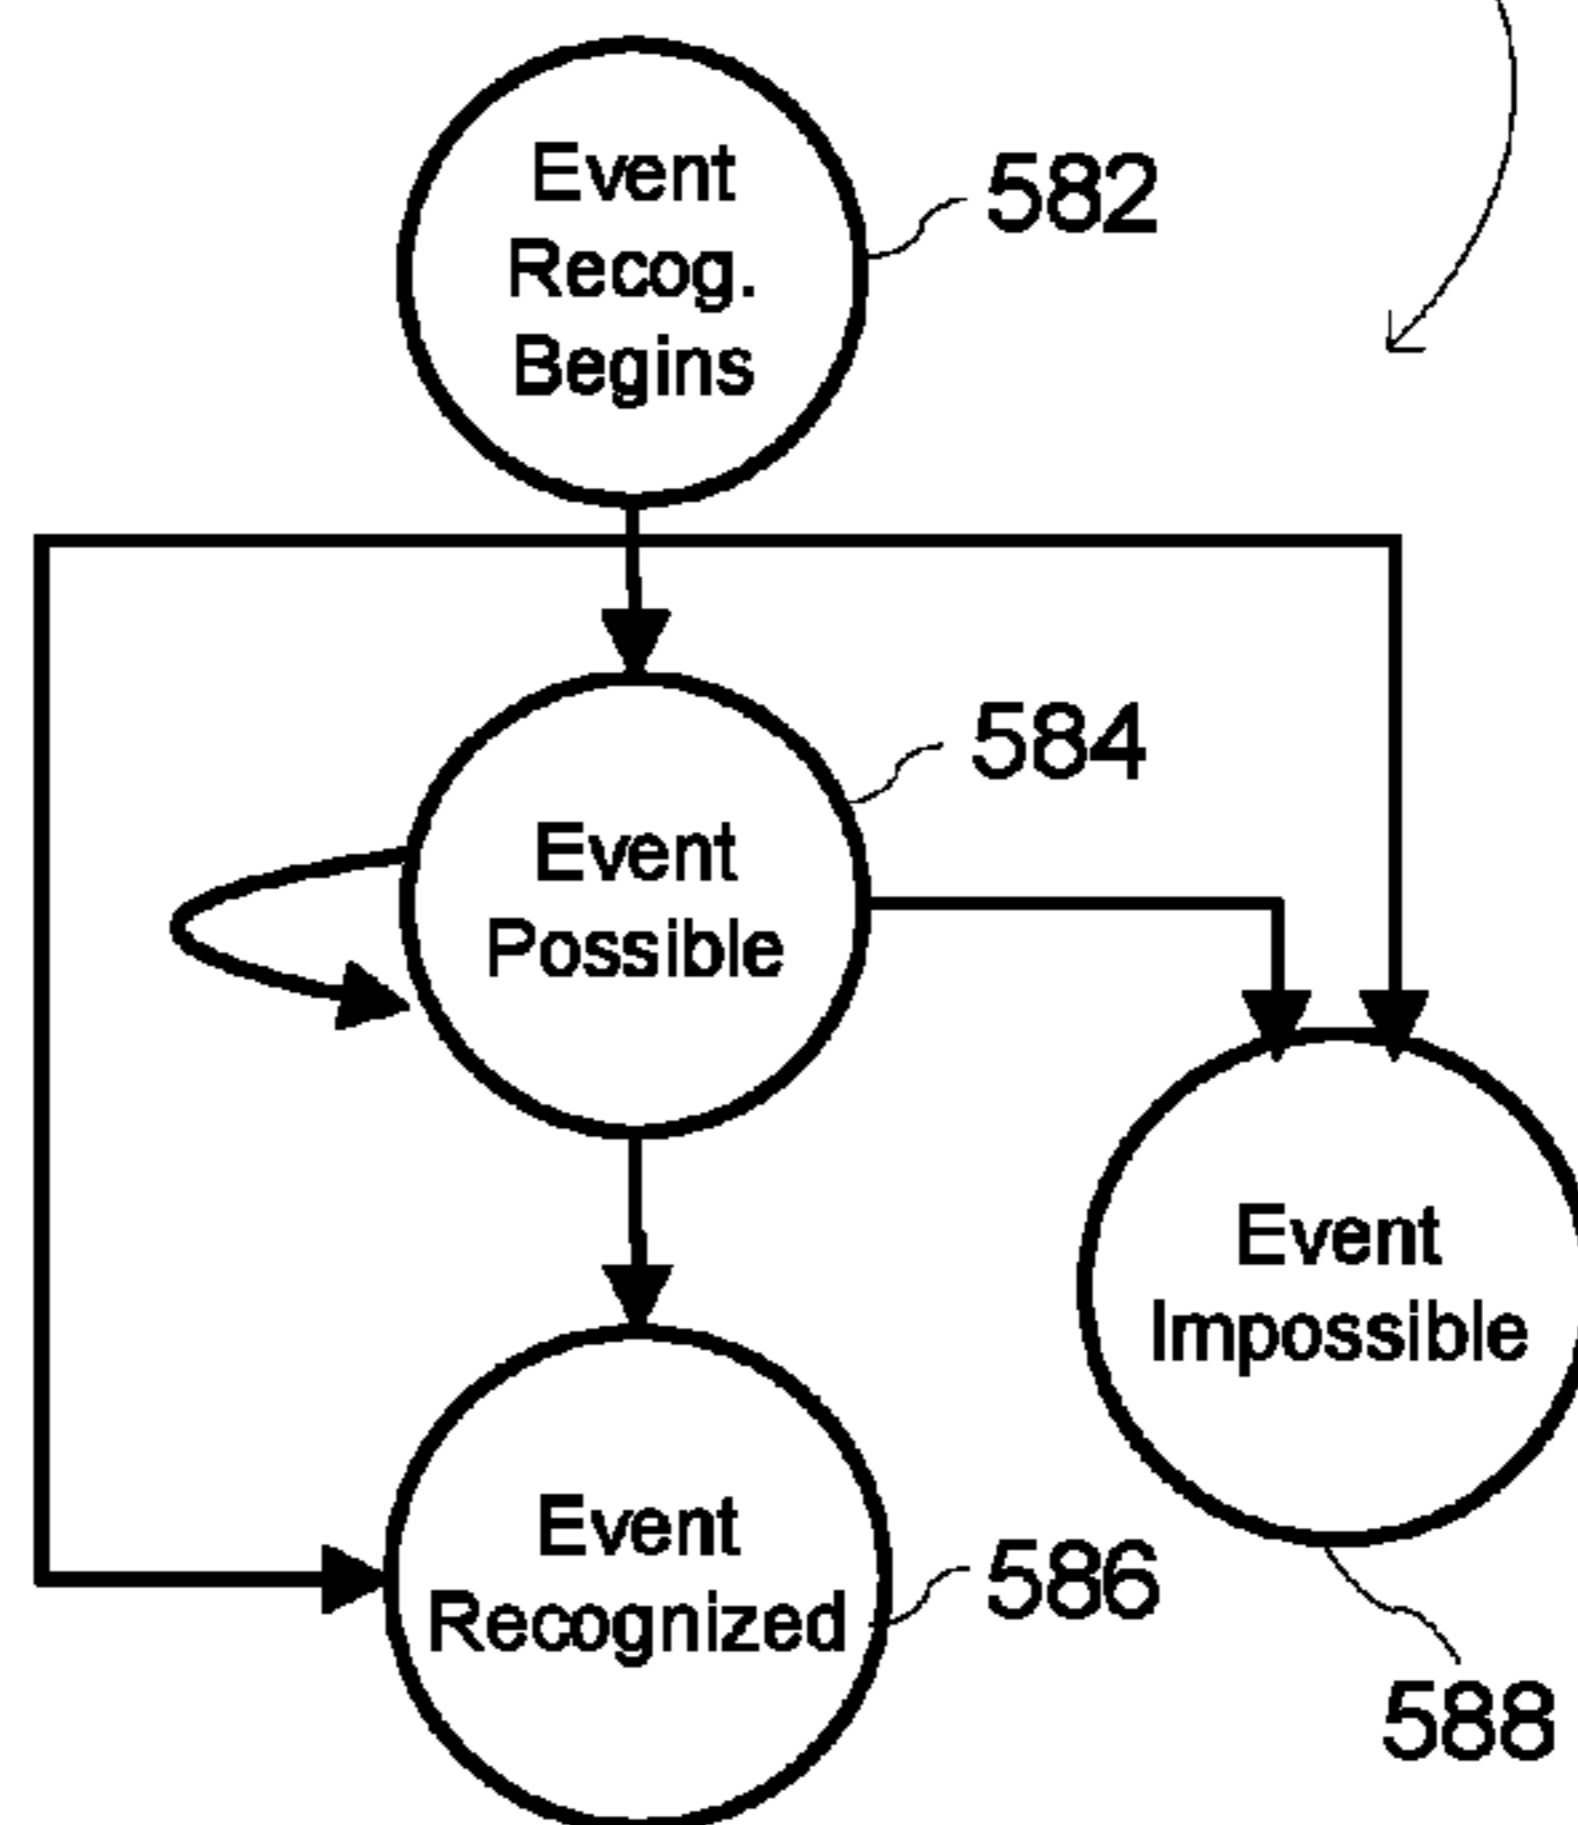 Event
Recog.
Begins
582
584
Event
Possible
Event
Impossible
Event
Recognized
586
588